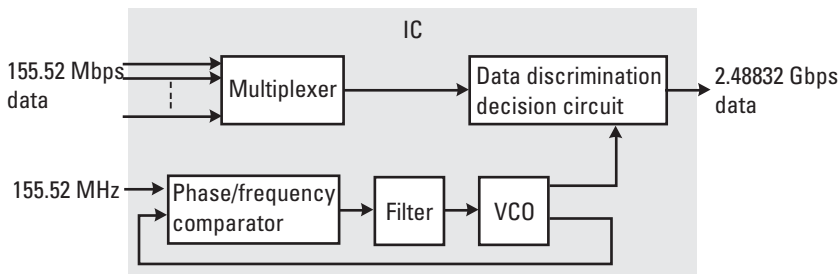 IC
155.52 Mbps
data
Multiplexer
Data discrimination
decision circuit
2.48832 Gbps
data
155.52 MHz
Phase/frequency
comparator
Filter
VCO